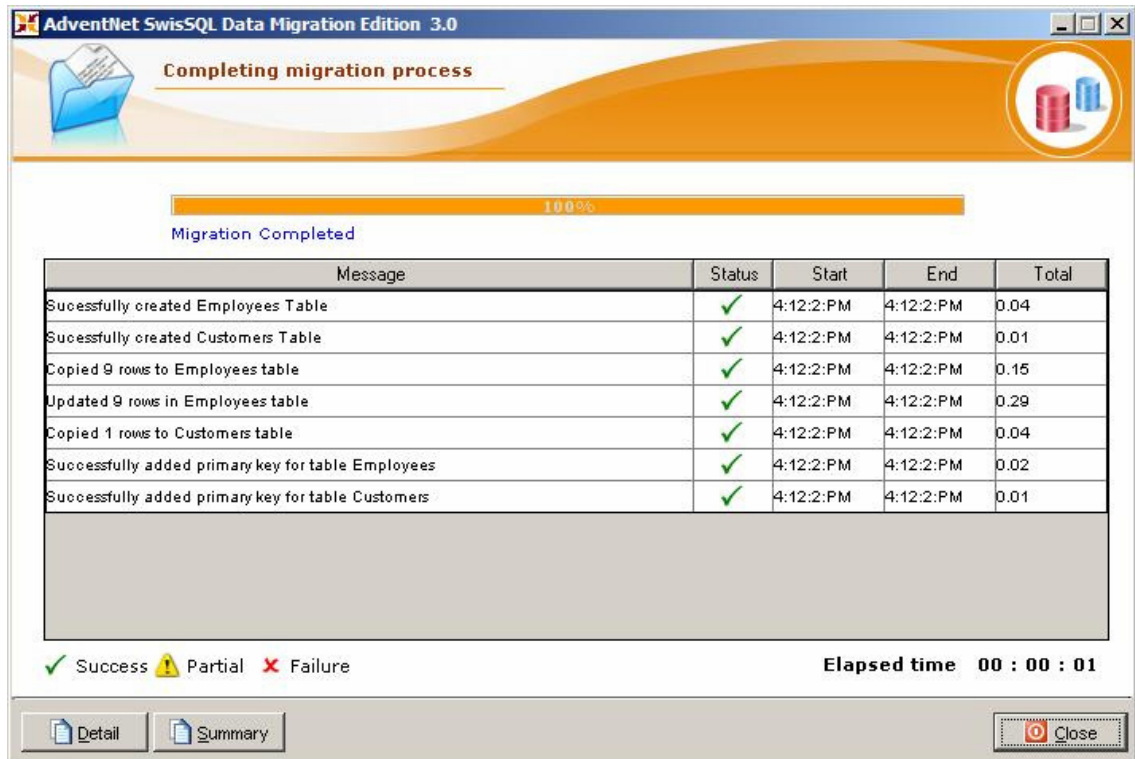 AdventNet SwisSQL Data Migration Edition 3.0
Completing migration process
100%
Migration Completed
Message Status Start End Total
Sucessfully created Employees Table 4:12:2:PM 4:12:2:PM 0.04
Sucessfully created Customers Table 4:12:2:PM 4:12:2:PM 0.01
Copied 9 rows to Employees table 4:12:2:PM 4:12:2:PM 0.15
Updated 9 rows in Employees table 4:12:2:PM 4:12:2:PM 0.29
Copied 1 rows to Customers table 4:12:2:PM 4:12:2:PM 0.04
Successfully added primary key for table Employees 4:12:2:PM 4:12:2:PM 0.02
Successfully added primary key for table Customers 4:12:2:PM 4:12:2:PM 0.01
Success Partial Failure Elapsed time 00 : 00 : 01
Detail Summary Close